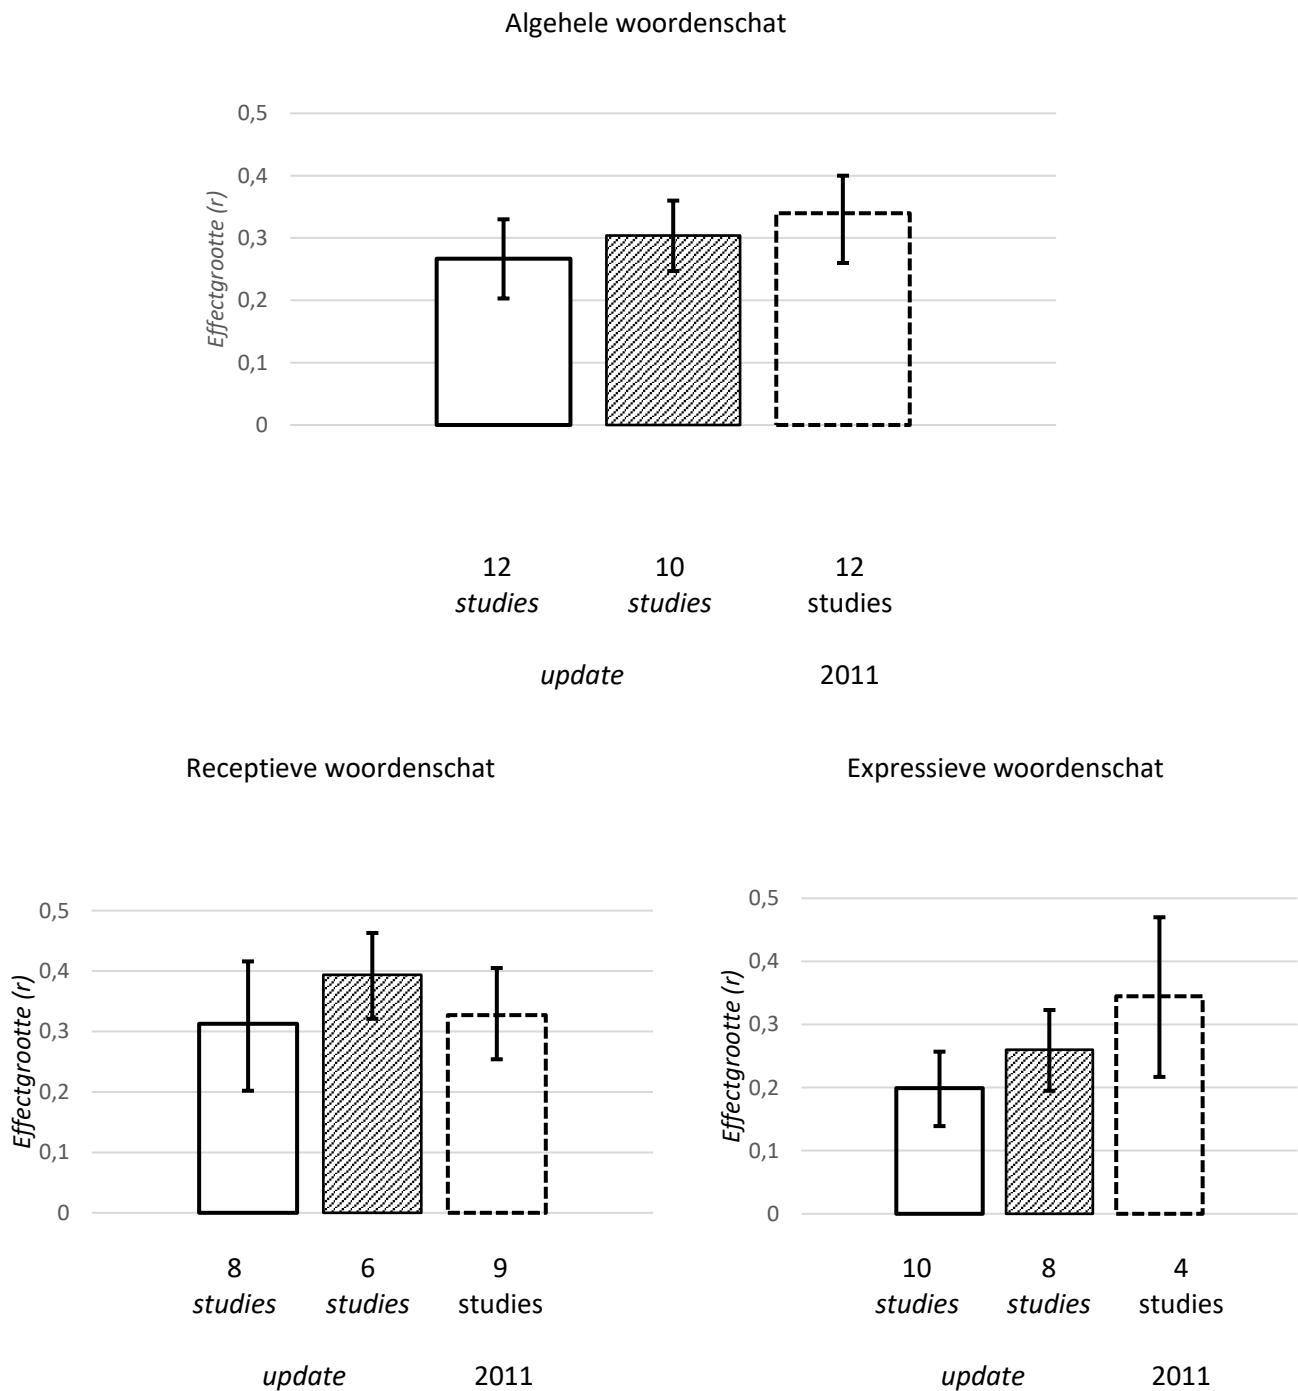 Algehele woordenschat
0,5
0,4
0,3
0,2
0,1
0
Effectgrootte (r)
12 10 12
studies studies studies
update 2011
Receptieve woordenschat
0,5
0,4
0,3
0,2
0,1
0
Effectgrootte (r)
8 6 9
studies studies studies
update 2011
Expressieve woordenschat
0,5
0,4
0,3
0,2
0,1
0
Effectgrootte (r)
10 8 4
studies studies studies
update 2011